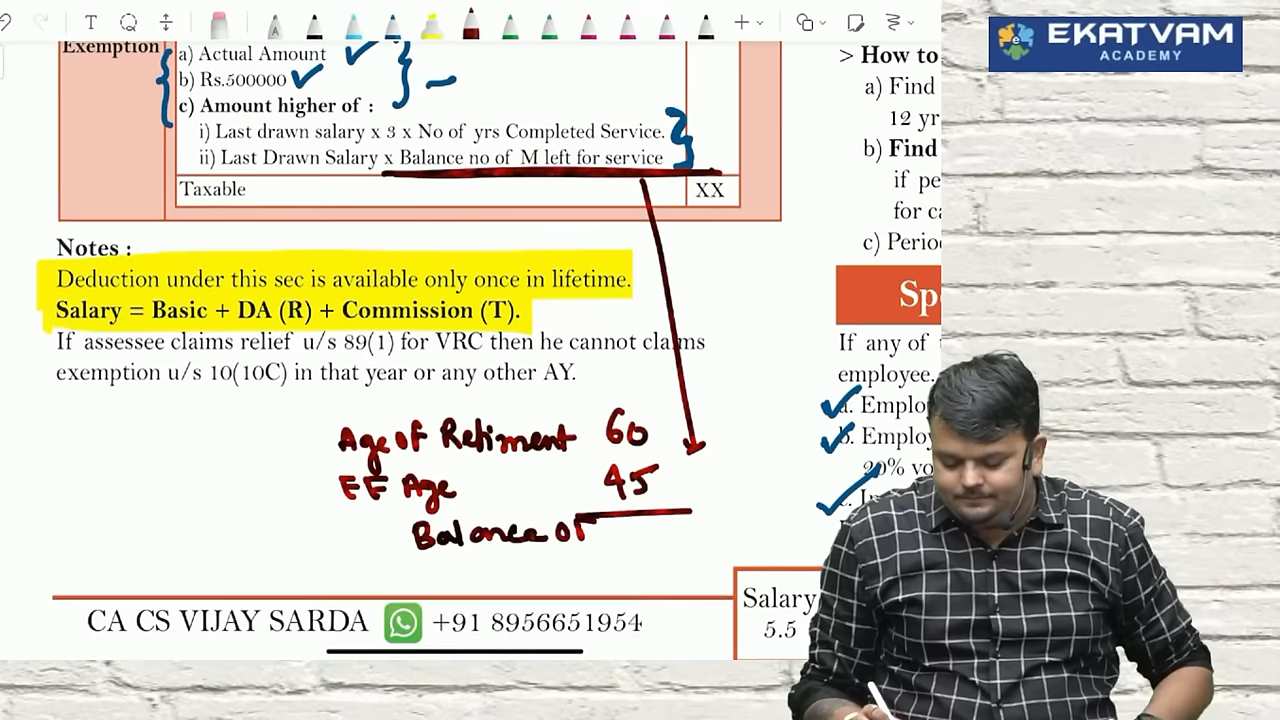 EKATVAM
ACADEMY
Exemption
a) Actual Amount
b) Rs.500000
c) Amount higher of :
i) Last drawn salary x 3 x No of yrs Completed Service.
ii) Last Drawn Salary x Balance no of M left for service
Taxable XX
Notes :
Deduction under this sec is available only once in lifetime.
Salary = Basic + DA (R) + Commission (T).
If assessee claims relief u/s 89(1) for VRC then he cannot claims
exemption u/s 10(10C) in that year or any other AY.
Age of Retiment 60
EE Age 45
Balance of
CA CS VIJAY SARDA +91 8956651954
Salary
5.5
> How to
a) Find
12 yr
b) Find
if pe
for ca
c) Perio
Sp
If any of
employee.
a. Emplo
b. Employ
20% vo